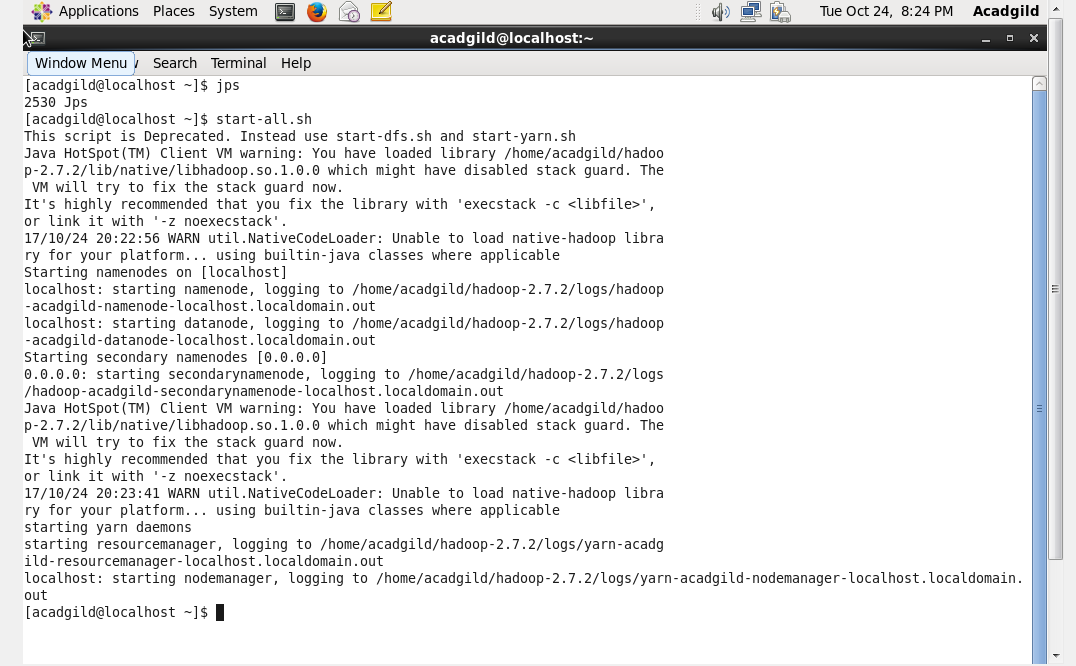 Applications Places System Tue Oct 24, 8:24 PM Acadgild
acadgild@localhost:~
Window Menu Search Terminal Help
[acadgild@localhost ~]$ jps
2530 Jps
[acadgild@localhost ~]$ start-all.sh
This script is Deprecated. Instead use start-dfs.sh and start-yarn.sh
Java HotSpot(TM) Client VM warning: You have loaded library /home/acadgild/hadoo
p-2.7.2/lib/native/libhadoop.so.1.0.0 which might have disabled stack guard. The
 VM will try to fix the stack guard now.
It's highly recommended that you fix the library with 'execstack -c <libfile>',
or link it with '-z noexecstack'.
17/10/24 20:22:56 WARN util.NativeCodeLoader: Unable to load native-hadoop libra
ry for your platform... using builtin-java classes where applicable
Starting namenodes on [localhost]
localhost: starting namenode, logging to /home/acadgild/hadoop-2.7.2/logs/hadoop
-acadgild-namenode-localhost.localdomain.out
localhost: starting datanode, logging to /home/acadgild/hadoop-2.7.2/logs/hadoop
-acadgild-datanode-localhost.localdomain.out
Starting secondary namenodes [0.0.0.0]
0.0.0.0: starting secondarynamenode, logging to /home/acadgild/hadoop-2.7.2/logs
/hadoop-acadgild-secondarynamenode-localhost.localdomain.out
Java HotSpot(TM) Client VM warning: You have loaded library /home/acadgild/hadoo
p-2.7.2/lib/native/libhadoop.so.1.0.0 which might have disabled stack guard. The
 VM will try to fix the stack guard now.
It's highly recommended that you fix the library with 'execstack -c <libfile>',
or link it with '-z noexecstack'.
17/10/24 20:23:41 WARN util.NativeCodeLoader: Unable to load native-hadoop libra
ry for your platform... using builtin-java classes where applicable
starting yarn daemons
starting resourcemanager, logging to /home/acadgild/hadoop-2.7.2/logs/yarn-acadg
ild-resourcemanager-localhost.localdomain.out
localhost: starting nodemanager, logging to /home/acadgild/hadoop-2.7.2/logs/yarn-acadgild-nodemanager-localhost.localdomain.
out
[acadgild@localhost ~]$